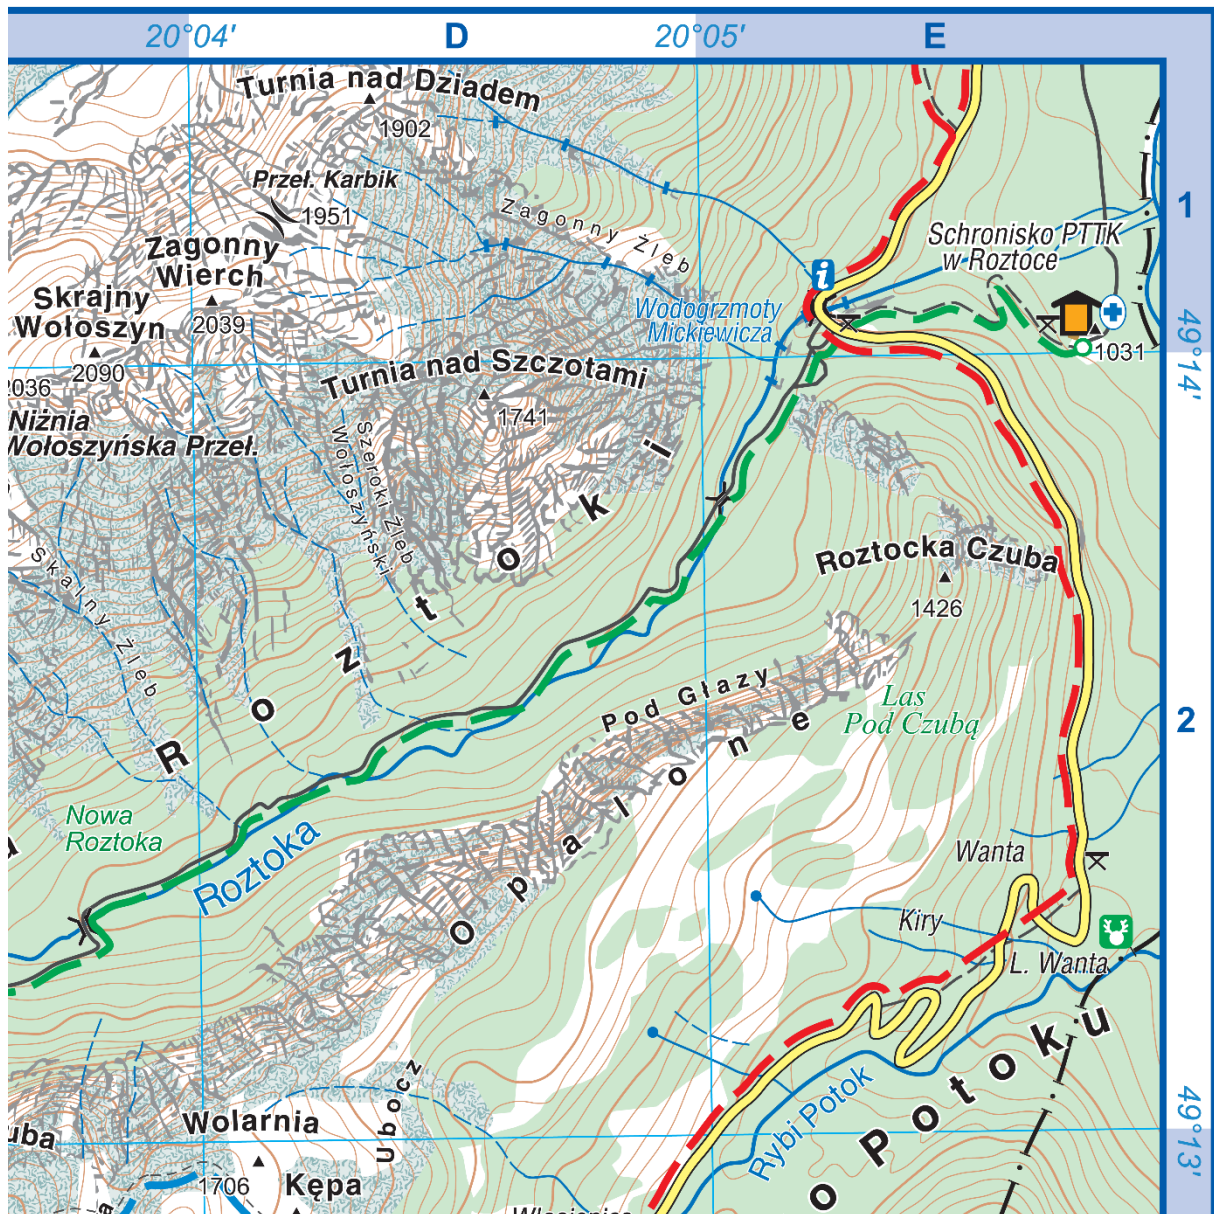 20°04'
D
20°05'
E
Turnia nad Dziadem
1902
Przeł. Karbik
1951
1
Zagonny Żleb
Zagonny
Wierch
2039
Schronisko PTTK
w Roztoce
i
1031
Skrajny
Wołoszyn
2090
Wodogrzmoty
Mickiewicza
49°14'
2036
Turnia nad Szczotami
1741
Niżnia
Wołoszyńska Przeł.
Szeroki Żleb
Wołoszyński
Skalny Żleb
Roztocka Czuba
1426
Roztoki
Pod Głazy
Las
Pod Czubą
2
Opalone
Nowa
Roztoka
Roztoka
Wanta
Kiry
L. Wanta
Rybi Potok
Potoku
Ubocz
49°13'
Wolarnia
1706
Kępa